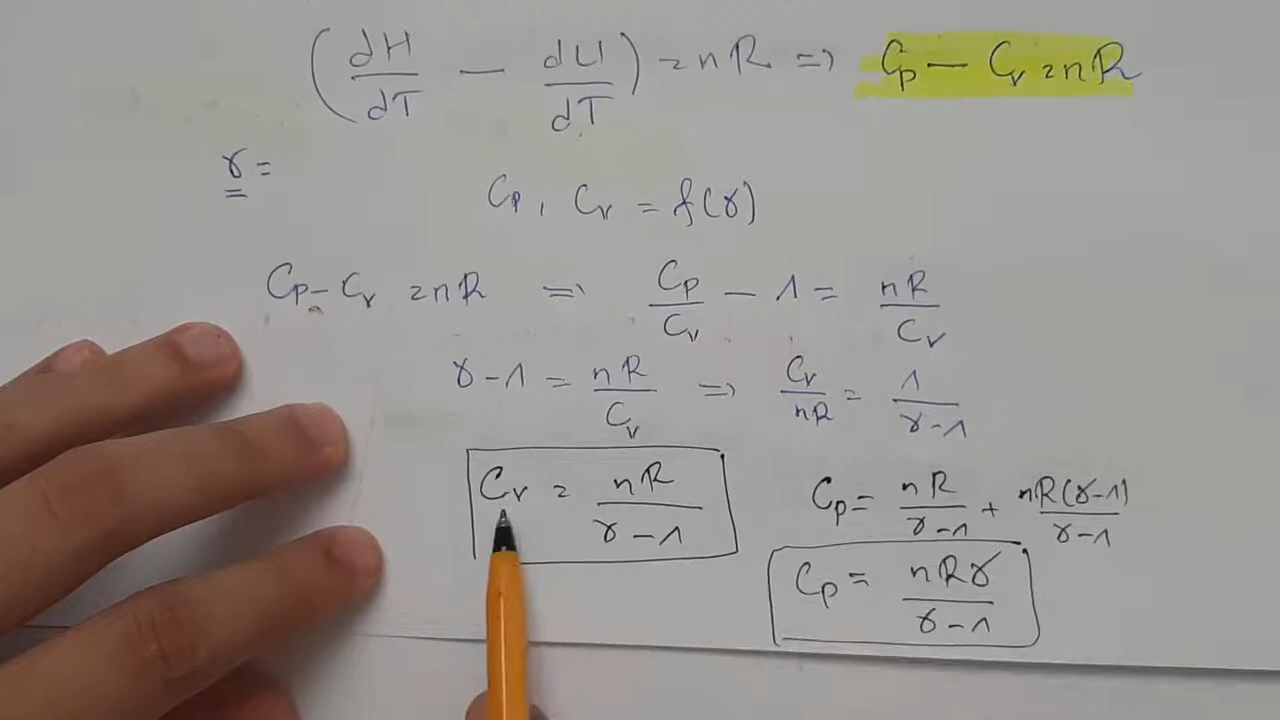 (dH/dT − dU/dT) = nR ⇒ Cp − Cv = nR
γ =
Cp, Cv = f(γ)
Cp − Cv = nR ⇒ Cp/Cv − 1 = nR/Cv
γ − 1 = nR/Cv ⇒ Cv/nR = 1/(γ − 1)
Cv = nR/(γ − 1)
Cp = nR/(γ − 1) + nR(γ − 1)/(γ − 1)
Cp = nRγ/(γ − 1)